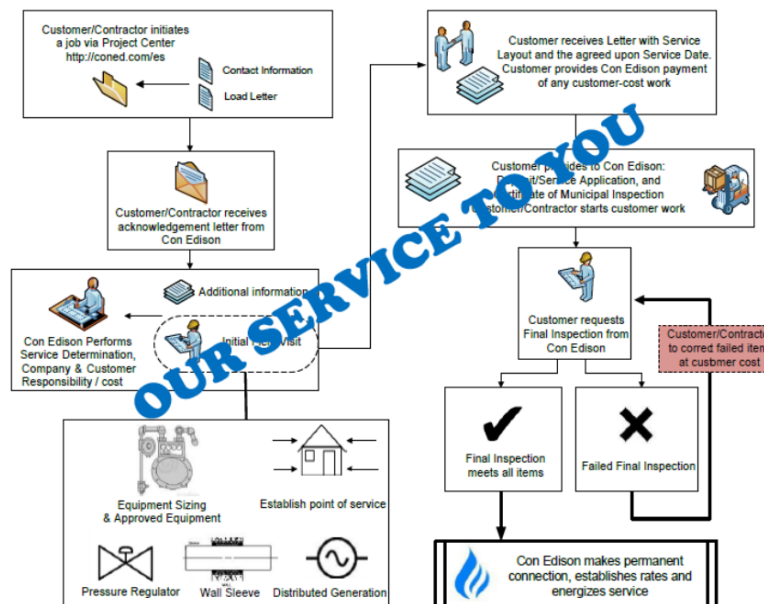 Customer/Contractor initiates
a job via Project Center
http://coned.com/es
Contact Information
Load Letter
Customer/Contractor receives
acknowledgement letter from
Con Edison
Additional information
Con Edison Performs
Service Determination,
Company & Customer
Responsibility / cost
Initial Visit
Equipment Sizing
& Approved Equipment
Establish point of service
Pressure Regulator
Wall Sleeve
Distributed Generation
OUR SERVICE TO YOU
Customer receives Letter with Service
Layout and the agreed upon Service Date.
Customer provides Con Edison payment
of any customer-cost work
Customer provides to Con Edison:
/Service Application, and
of Municipal Inspection
Customer/Contractor starts customer work
Customer requests
Final Inspection from
Con Edison
Customer/Contractor
to corred failed item
at cusbmer cost
Final Inspection
meets all items
Failed Final Inspection
Con Edison makes permanent
connection, establishes rates and
energizes service